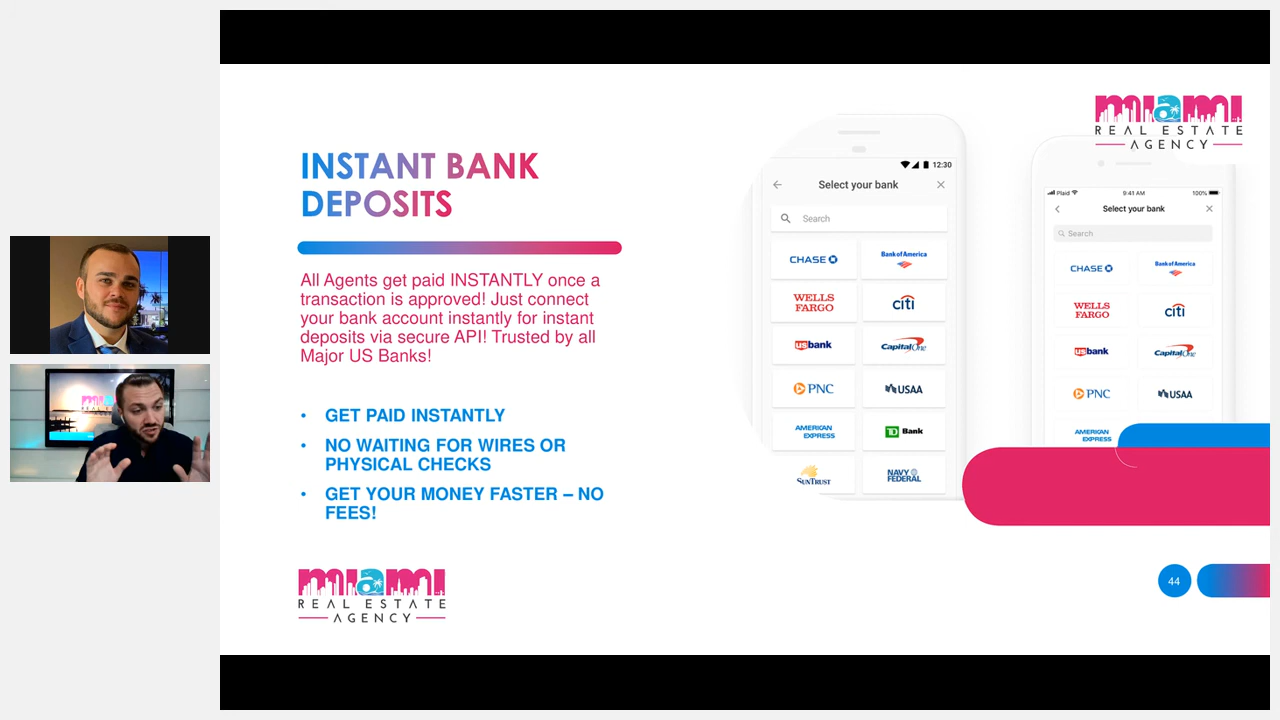 INSTANT BANK
DEPOSITS
All Agents get paid INSTANTLY once a
transaction is approved! Just connect
your bank account instantly for instant
deposits via secure API! Trusted by all
Major US Banks!
• GET PAID INSTANTLY
• NO WAITING FOR WIRES OR
PHYSICAL CHECKS
• GET YOUR MONEY FASTER – NO
FEES!
miami
REAL ESTATE
AGENCY
12:30
Select your bank
Search
CHASE
Bank of America
WELLS
FARGO
citi
usbank
Capital One
PNC
USAA
AMERICAN
EXPRESS
TD Bank
SUNTRUST
NAVY
FEDERAL
miami
REAL ESTATE
AGENCY
Plaid
9:41 AM
100%
Select your bank
Search
CHASE
Bank of America
WELLS
FARGO
citi
usbank
Capital One
PNC
USAA
AMERICAN
EXPRESS
44